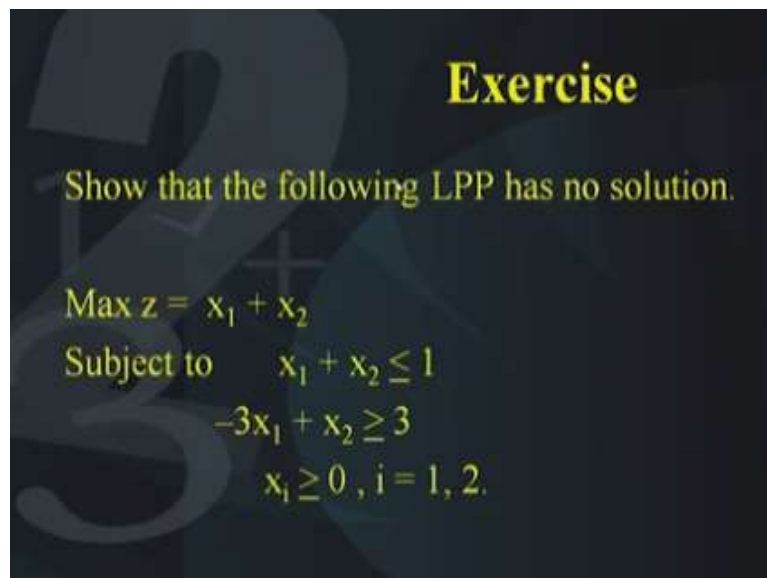 Exercise
Show that the following LPP has no solution.
Max z = x₁ + x₂
Subject to x₁ + x₂ ≤ 1
–3x₁ + x₂ ≥ 3
xᵢ ≥ 0 , i = 1, 2.